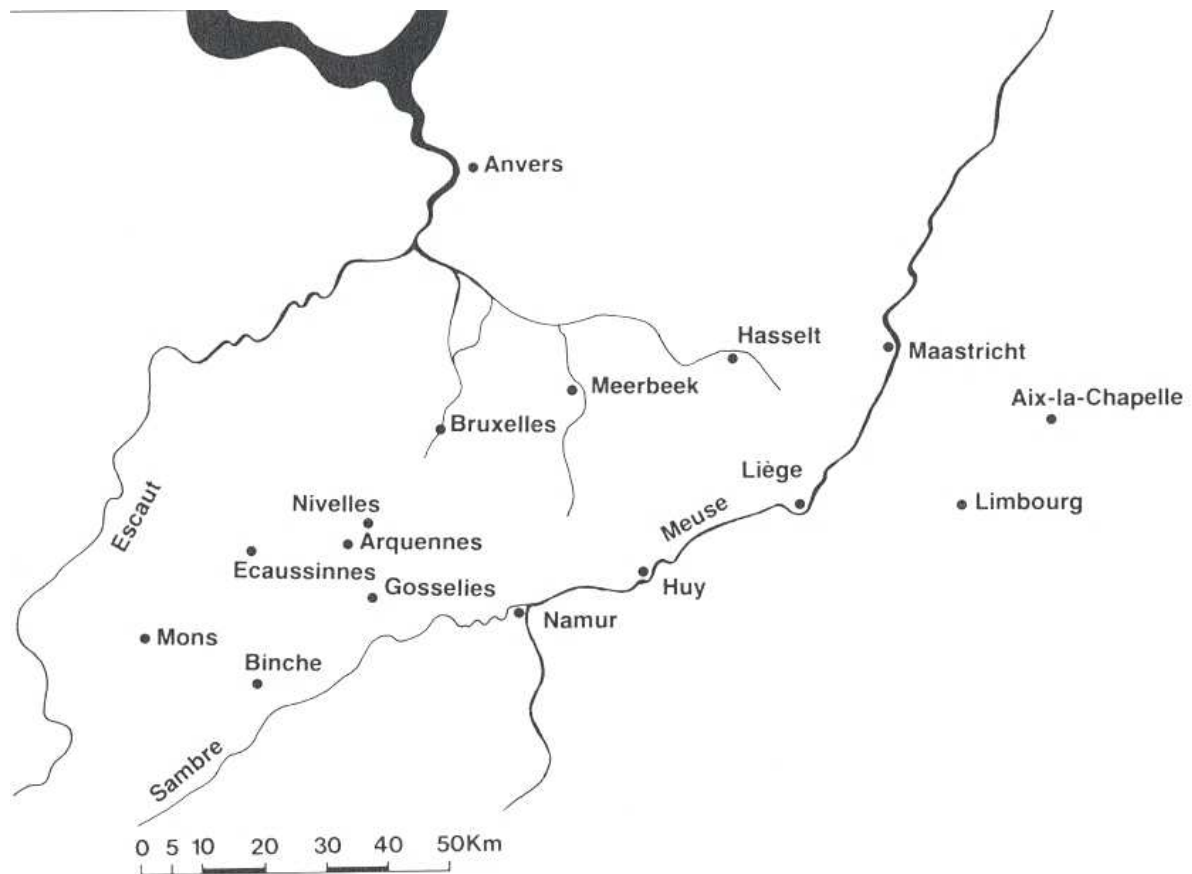 Anvers
Hasselt
Maastricht
Meerbeek
Aix-la-Chapelle
Bruxelles
Liège
Limbourg
Nivelles
Meuse
Escaut
Arquennes
Ecaussinnes
Gosselies
Huy
Namur
Mons
Binche
Sambre
0 5 10 20 30 40 50Km